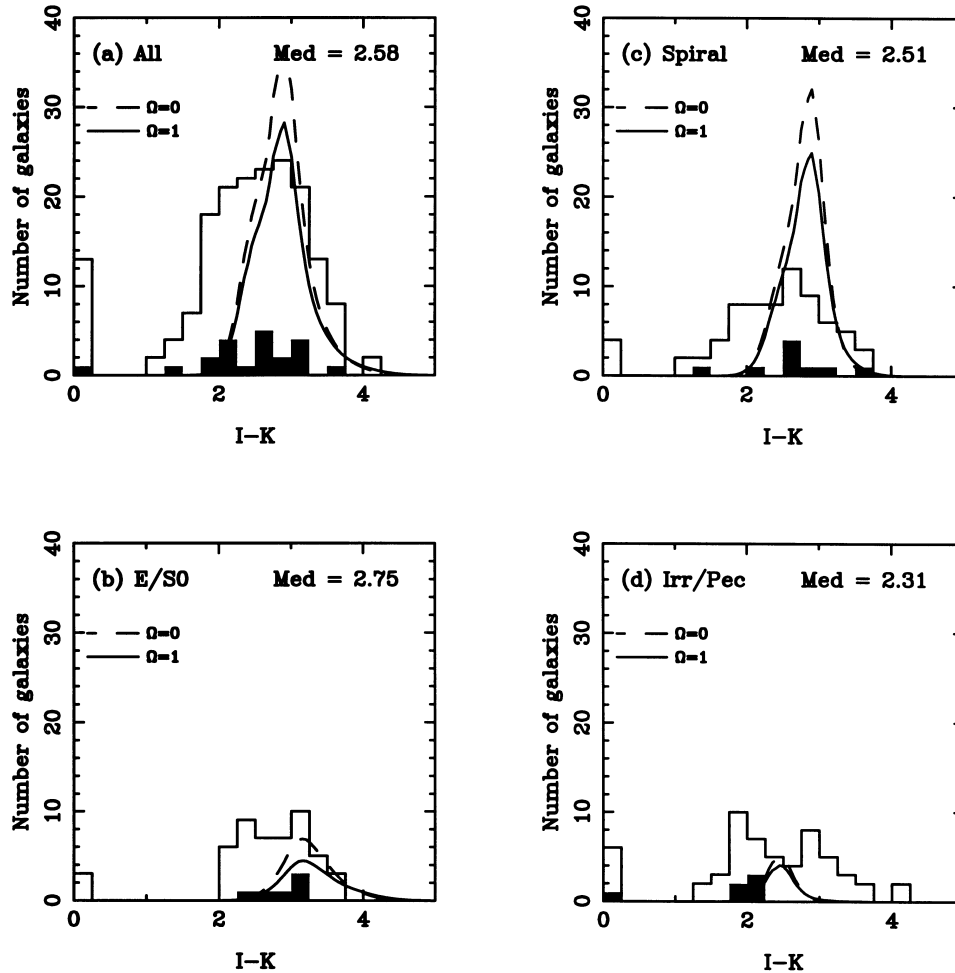 (a) All Med = 2.58
Ω=0
Ω=1
Number of galaxies
40
30
20
10
0
0 2 4
I−K
(c) Spiral Med = 2.51
Ω=0
Ω=1
Number of galaxies
40
30
20
10
0
0 2 4
I−K
(b) E/S0 Med = 2.75
Ω=0
Ω=1
Number of galaxies
40
30
20
10
0
0 2 4
I−K
(d) Irr/Pec Med = 2.31
Ω=0
Ω=1
Number of galaxies
40
30
20
10
0
0 2 4
I−K